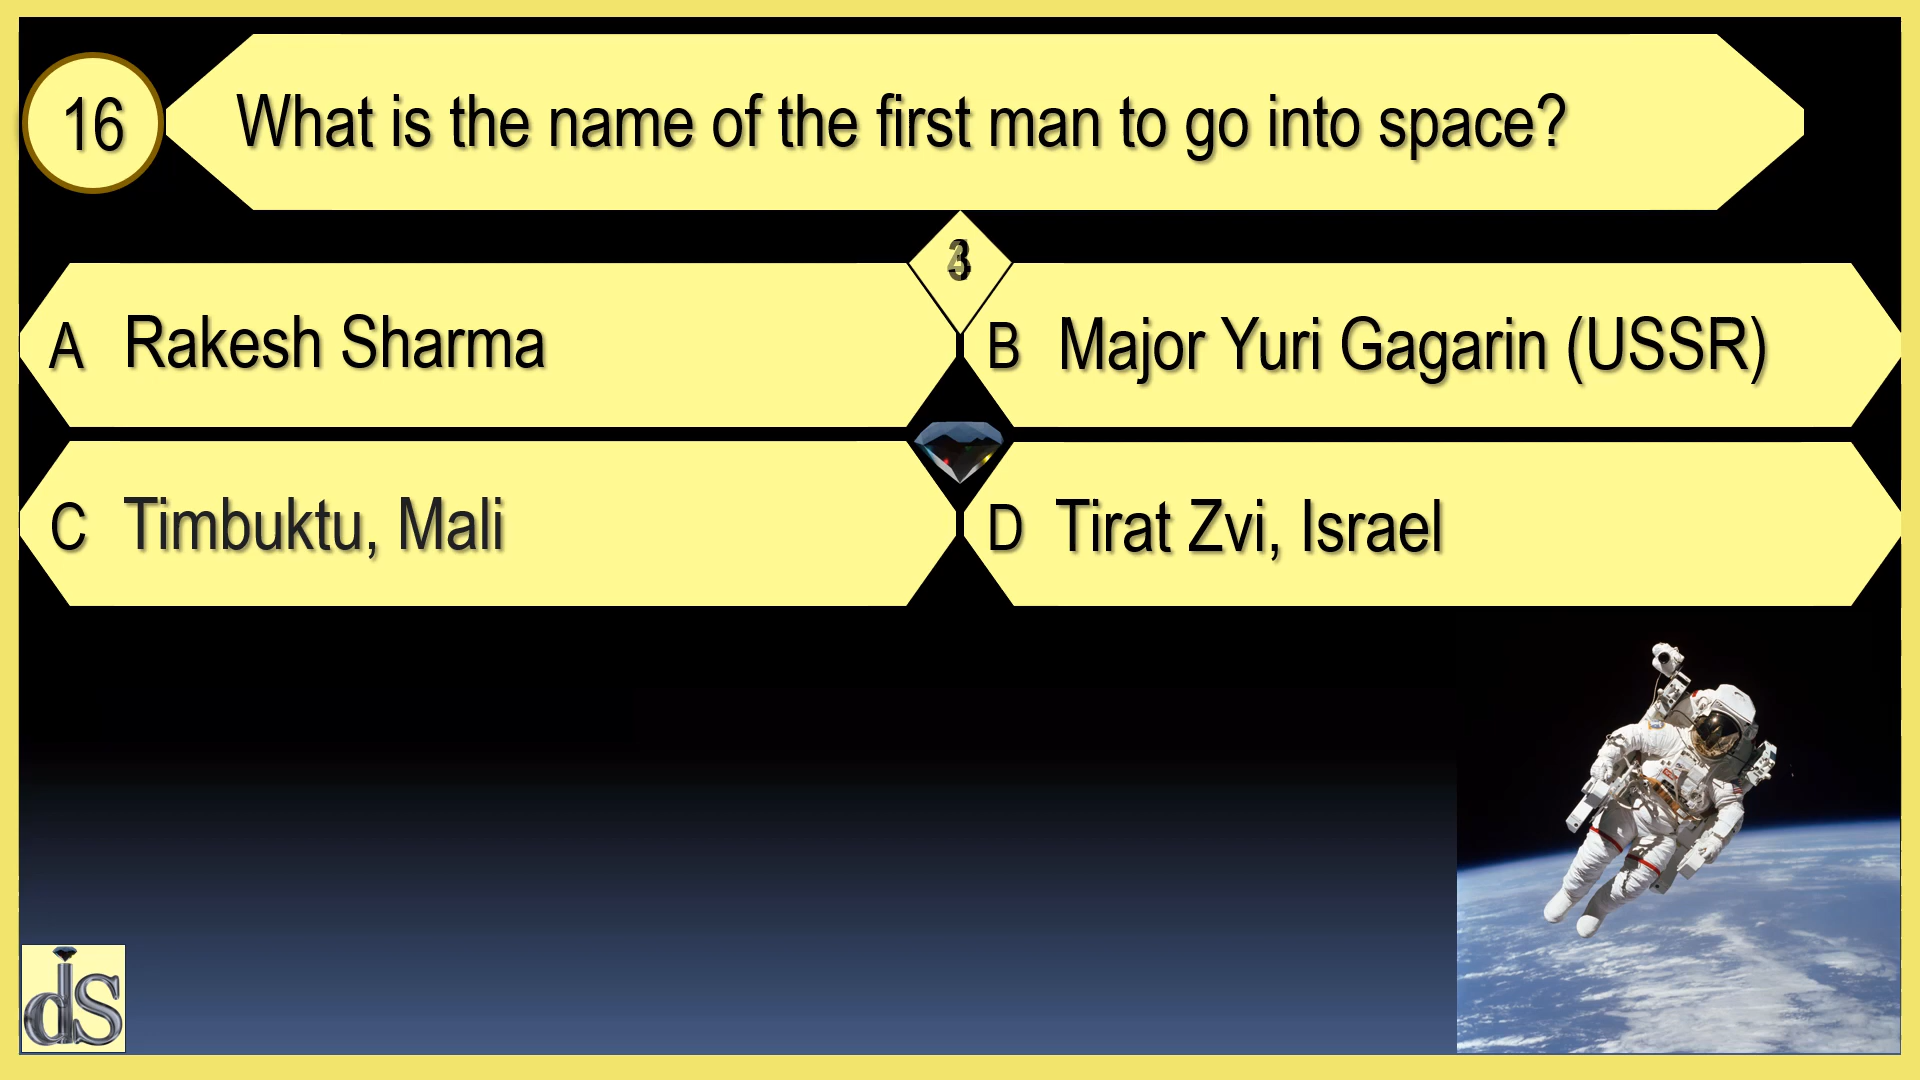 16
What is the name of the first man to go into space?
3
A Rakesh Sharma
B Major Yuri Gagarin (USSR)
C Timbuktu, Mali
D Tirat Zvi, Israel
ds